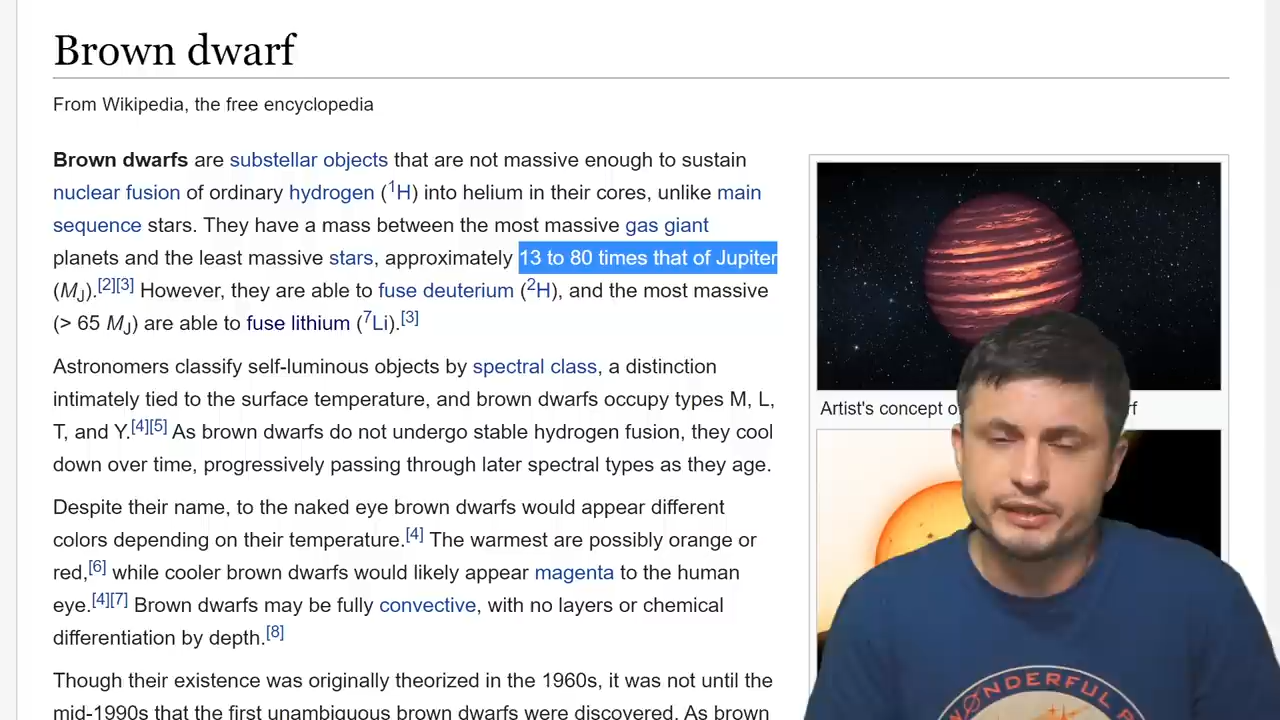 Brown dwarf
From Wikipedia, the free encyclopedia
Brown dwarfs are substellar objects that are not massive enough to sustain
nuclear fusion of ordinary hydrogen (¹H) into helium in their cores, unlike main
sequence stars. They have a mass between the most massive gas giant
planets and the least massive stars, approximately 13 to 80 times that of Jupiter
(MJ).[2][3] However, they are able to fuse deuterium (²H), and the most massive
(> 65 MJ) are able to fuse lithium (⁷Li).[3]
Astronomers classify self-luminous objects by spectral class, a distinction
intimately tied to the surface temperature, and brown dwarfs occupy types M, L,
T, and Y.[4][5] As brown dwarfs do not undergo stable hydrogen fusion, they cool
down over time, progressively passing through later spectral types as they age.
Despite their name, to the naked eye brown dwarfs would appear different
colors depending on their temperature.[4] The warmest are possibly orange or
red,[6] while cooler brown dwarfs would likely appear magenta to the human
eye.[4][7] Brown dwarfs may be fully convective, with no layers or chemical
differentiation by depth.[8]
Though their existence was originally theorized in the 1960s, it was not until the
mid-1990s that the first unambiguous brown dwarfs were discovered. As brown
Artist's concept